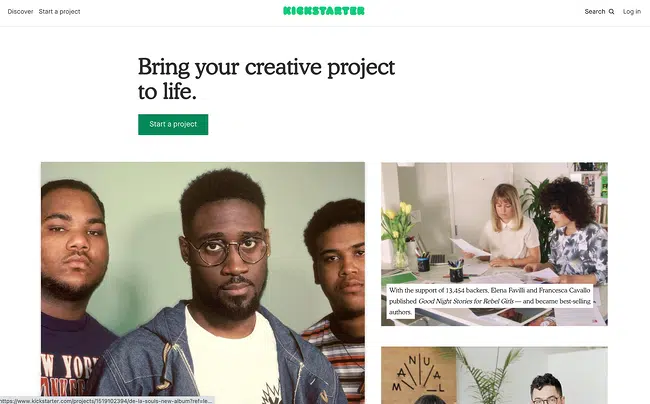 Discover Start a project
KICKSTARTER
Search Log in
Bring your creative project
to life.
Start a project
With the support of 13,454 backers, Elena Favilli and Francesca Cavallo
published Good Night Stories for Rebel Girls — and became best-selling
authors.
MANUAL
NEW YORK
https://www.kickstarter.com/projects/1519102394/de-la-souls-new-album?ref=le...